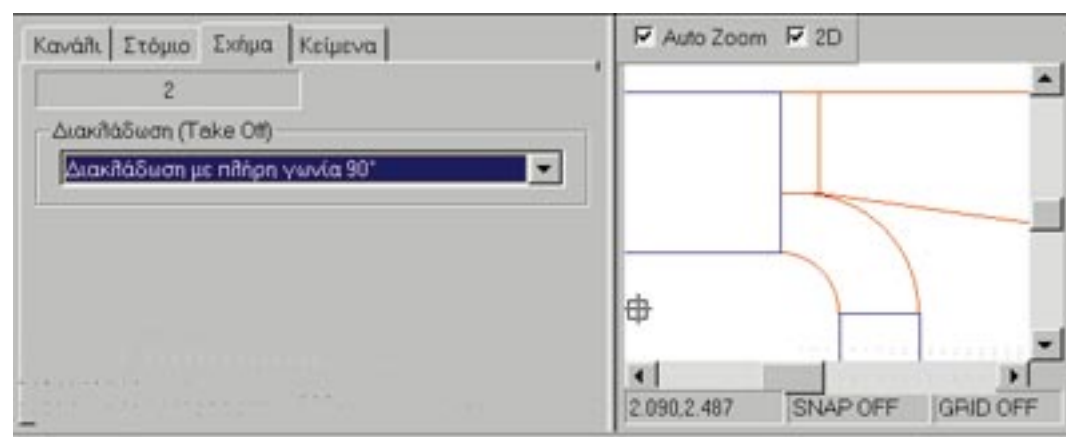 Κανάλι Στόμιο Σχήμα Κείμενα
2
Διακλάδωση (Take Off)
Διακλάδωση με πλήρη γωνία 90°
Auto Zoom 2D
2.090,2.487 SNAP OFF GRID OFF